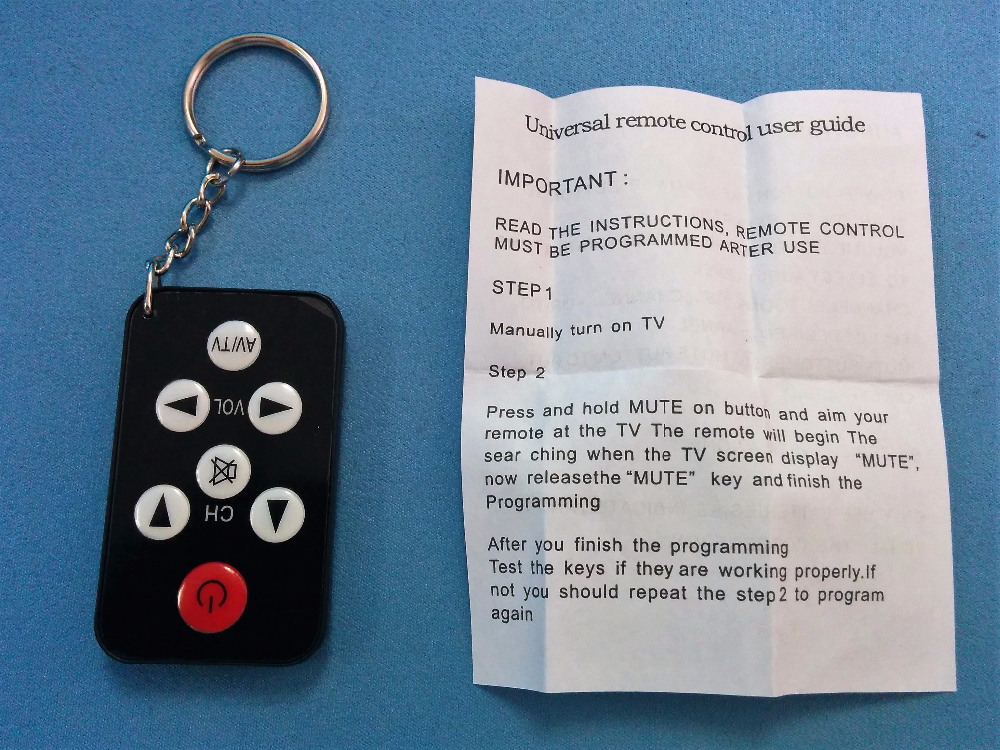 AV/TV
VOL
CH
Universal remote control user guide
IMPORTANT :
READ THE INSTRUCTIONS, REMOTE CONTROL
MUST BE PROGRAMMED ARTER USE
STEP1
Manually turn on TV
Step 2
Press and hold MUTE on button and aim your
remote at the TV The remote will begin The
sear ching when the TV screen display "MUTE",
now releasethe "MUTE" key and finish the
Programming
After you finish the programming
Test the keys if they are working properly.If
not you should repeat the step2 to program
again